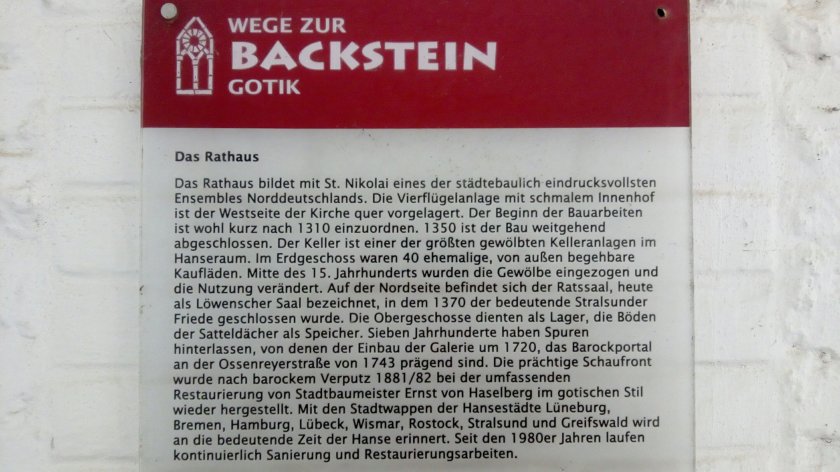 WEGE ZUR
BACKSTEIN
GOTIK
Das Rathaus
Das Rathaus bildet mit St. Nikolai eines der städtebaulich eindrucksvollsten
Ensembles Norddeutschlands. Die Vierflügelanlage mit schmalem Innenhof
ist der Westseite der Kirche quer vorgelagert. Der Beginn der Bauarbeiten
ist wohl kurz nach 1310 einzuordnen. 1350 ist der Bau weitgehend
abgeschlossen. Der Keller ist einer der größten gewölbten Kelleranlagen im
Hanseraum. Im Erdgeschoss waren 40 ehemalige, von außen begehbare
Kaufläden. Mitte des 15. Jahrhunderts wurden die Gewölbe eingezogen und
die Nutzung verändert. Auf der Nordseite befindet sich der Ratssaal, heute
als Löwenscher Saal bezeichnet, in dem 1370 der bedeutende Stralsunder
Friede geschlossen wurde. Die Obergeschosse dienten als Lager, die Böden
der Satteldächer als Speicher. Sieben Jahrhunderte haben Spuren
hinterlassen, von denen der Einbau der Galerie um 1720, das Barockportal
an der Ossenreyerstraße von 1743 prägend sind. Die prächtige Schaufront
wurde nach barockem Verputz 1881/82 bei der umfassenden
Restaurierung von Stadtbaumeister Ernst von Haselberg im gotischen Stil
wieder hergestellt. Mit den Stadtwappen der Hansestädte Lüneburg,
Bremen, Hamburg, Lübeck, Wismar, Rostock, Stralsund und Greifswald wird
an die bedeutende Zeit der Hanse erinnert. Seit den 1980er Jahren laufen
kontinuierlich Sanierung und Restaurierungsarbeiten.